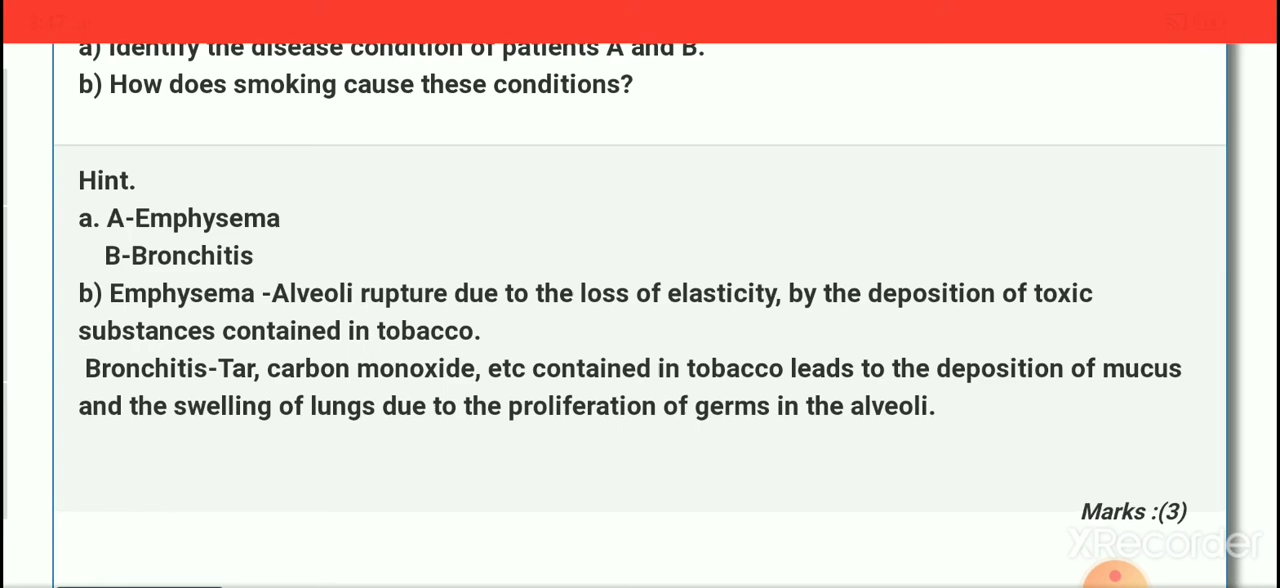 a) Identify the disease condition of patients A and B.
b) How does smoking cause these conditions?
Hint.
a. A-Emphysema
B-Bronchitis
b) Emphysema -Alveoli rupture due to the loss of elasticity, by the deposition of toxic
substances contained in tobacco.
Bronchitis-Tar, carbon monoxide, etc contained in tobacco leads to the deposition of mucus
and the swelling of lungs due to the proliferation of germs in the alveoli.
Marks :(3)
XRecorder